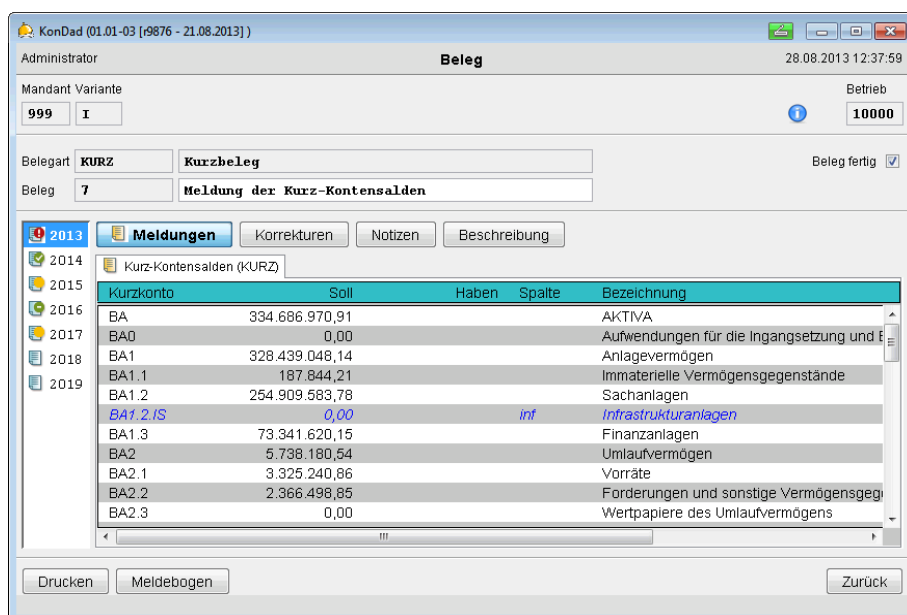 KonDad (01.01-03 [r9876 - 21.08.2013] )
Administrator Beleg 28.08.2013 12:37:59
Mandant Variante Betrieb
999 I 10000
Belegart KURZ Kurzbeleg Beleg fertig
Beleg 7 Meldung der Kurz-Kontensalden
2013 Meldungen Korrekturen Notizen Beschreibung
2014
2015
2016
2017
2018
2019
Kurz-Kontensalden (KURZ)
Kurzkonto Soll Haben Spalte Bezeichnung
BA 334.686.970,91 AKTIVA
BA0 0,00 Aufwendungen für die Ingangsetzung und
BA1 328.439.048,14 Anlagevermögen
BA1.1 187.844,21 Immaterielle Vermögensgegenstände
BA1.2 254.909.583,78 Sachanlagen
BA1.2.IS 0,00 inf Infrastrukturanlagen
BA1.3 73.341.620,15 Finanzanlagen
BA2 5.738.180,54 Umlaufvermögen
BA2.1 3.325.240,86 Vorräte
BA2.2 2.366.498,85 Forderungen und sonstige Vermögensgeg
BA2.3 0,00 Wertpapiere des Umlaufvermögens
Drucken Meldebogen Zurück